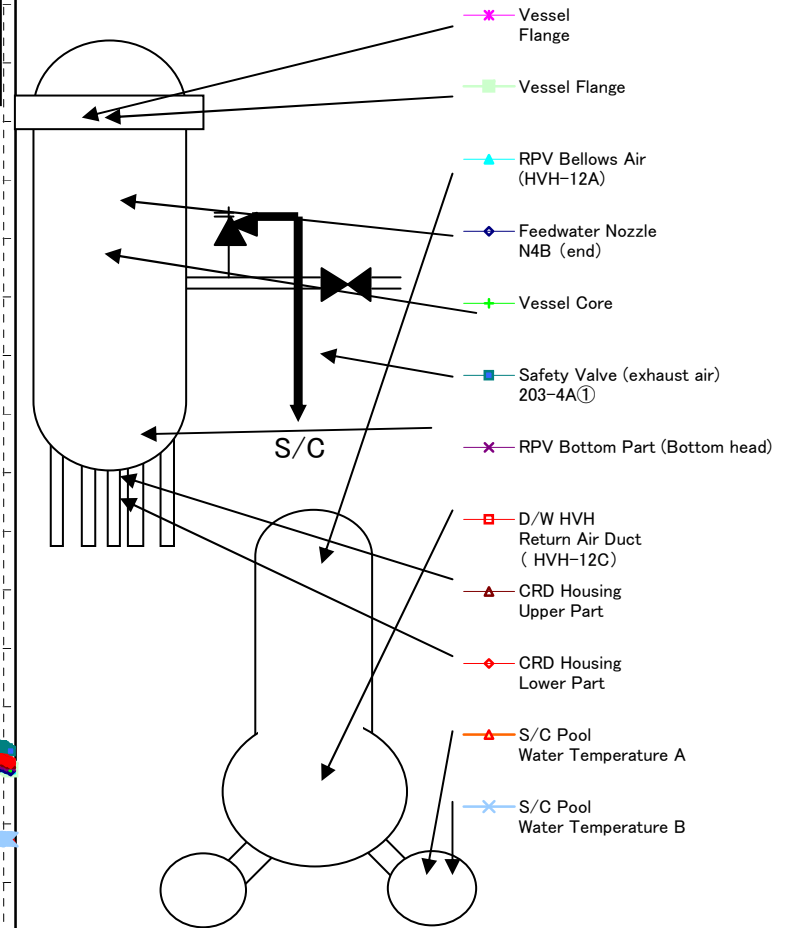 Vessel
Flange
Vessel Flange
RPV Bellows Air
(HVH-12A)
Feedwater Nozzle
N4B (end)
Vessel Core
Safety Valve (exhaust air)
203-4A①
S/C
RPV Bottom Part (Bottom head)
D/W HVH
Return Air Duct
( HVH-12C)
CRD Housing
Upper Part
CRD Housing
Lower Part
S/C Pool
Water Temperature A
S/C Pool
Water Temperature B